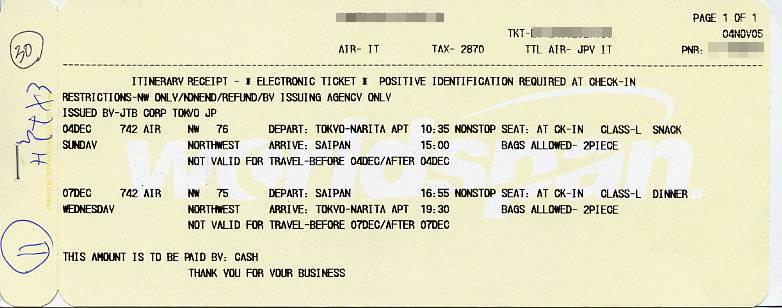 PAGE 1 OF 1
TKT-
04NOV05
AIR- IT TAX- 2870 TTL AIR- JPY IT PNR:
ITINERARY RECEIPT - * ELECTRONIC TICKET * POSITIVE IDENTIFICATION REQUIRED AT CHECK-IN
RESTRICTIONS-NW ONLY/NONEND/REFUND/BY ISSUING AGENCY ONLY
ISSUED BY-JTB CORP TOKYO JP
04DEC 742 AIR NW 76 DEPART: TOKYO-NARITA APT 10:35 NONSTOP SEAT: AT CK-IN CLASS-L SNACK
SUNDAY NORTHWEST ARRIVE: SAIPAN 15:00 BAGS ALLOWED- 2PIECE
NOT VALID FOR TRAVEL-BEFORE 04DEC/AFTER 04DEC
07DEC 742 AIR NW 75 DEPART: SAIPAN 16:55 NONSTOP SEAT: AT CK-IN CLASS-L DINNER
WEDNESDAY NORTHWEST ARRIVE: TOKYO-NARITA APT 19:30 BAGS ALLOWED- 2PIECE
NOT VALID FOR TRAVEL-BEFORE 07DEC/AFTER 07DEC
THIS AMOUNT IS TO BE PAID BY: CASH
THANK YOU FOR YOUR BUSINESS
worldspan
30
11